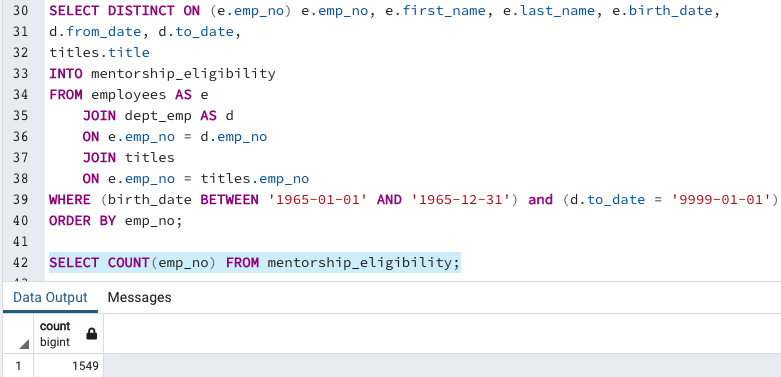 30 SELECT DISTINCT ON (e.emp_no) e.emp_no, e.first_name, e.last_name, e.birth_date,
31 d.from_date, d.to_date,
32 titles.title
33 INTO mentorship_eligibility
34 FROM employees AS e
35 JOIN dept_emp AS d
36 ON e.emp_no = d.emp_no
37 JOIN titles
38 ON e.emp_no = titles.emp_no
39 WHERE (birth_date BETWEEN '1965-01-01' AND '1965-12-31') and (d.to_date = '9999-01-01')
40 ORDER BY emp_no;
41
42 SELECT COUNT(emp_no) FROM mentorship_eligibility;
Data Output Messages
count
bigint
1 1549